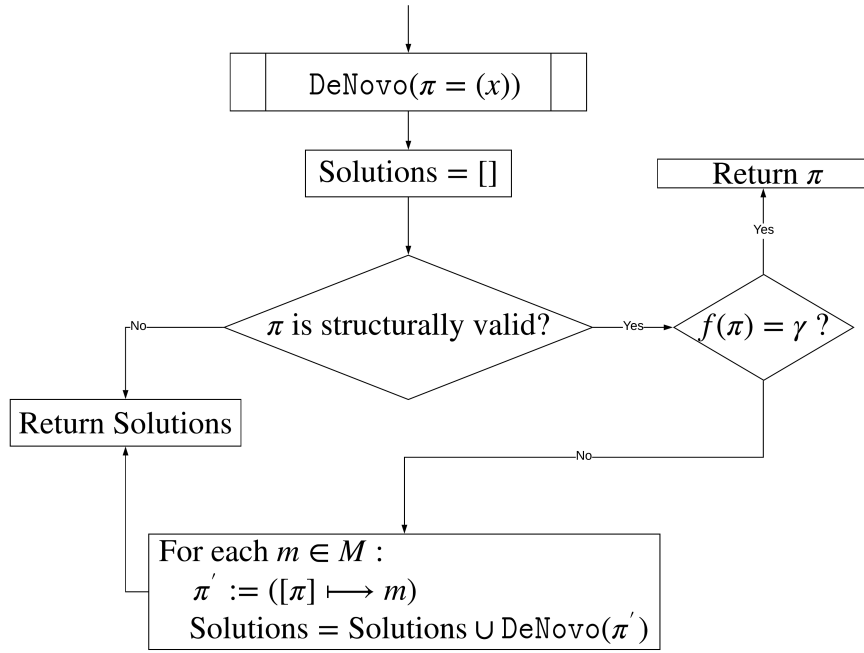 DeNovo(π = (x))
Solutions = []
Return π
Yes
π is structurally valid?
No
Yes
f(π) = γ ?
Return Solutions
No
For each m ∈ M :
π′ := ([π] ⟼ m)
Solutions = Solutions ∪ DeNovo(π′)